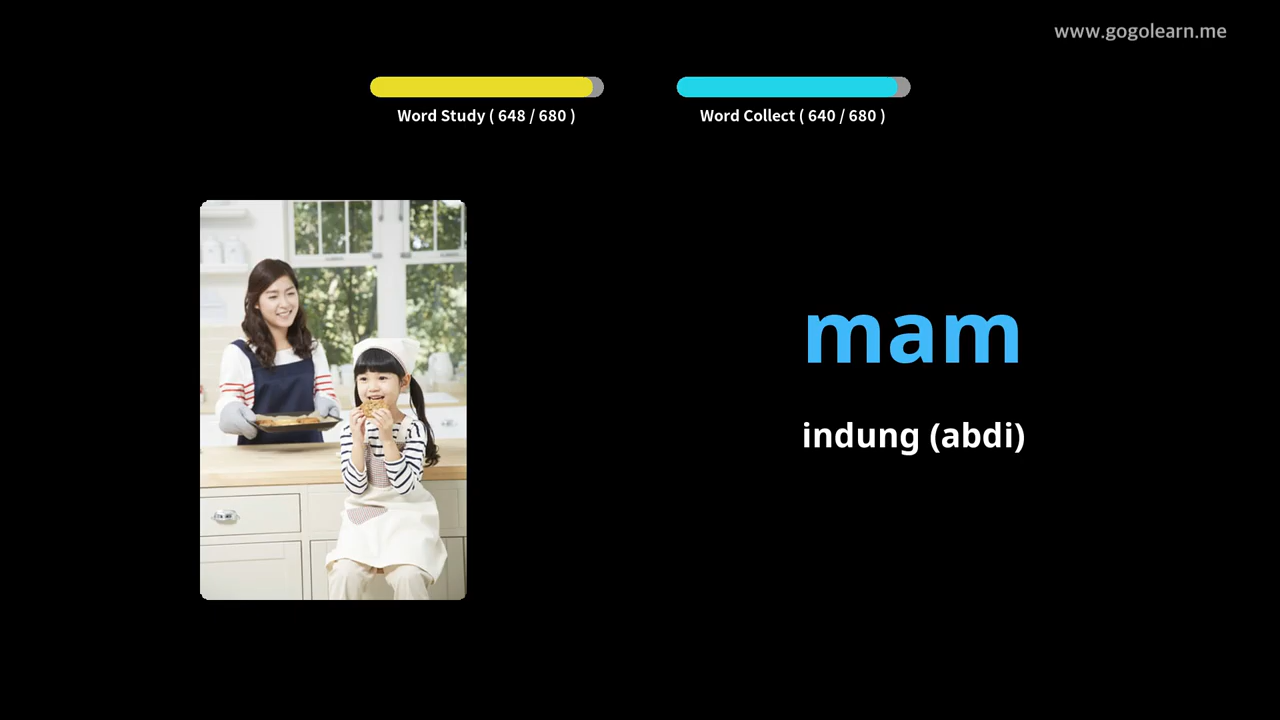 www.gogolearn.me
Word Study ( 648 / 680 )
Word Collect ( 640 / 680 )
mam
indung (abdi)